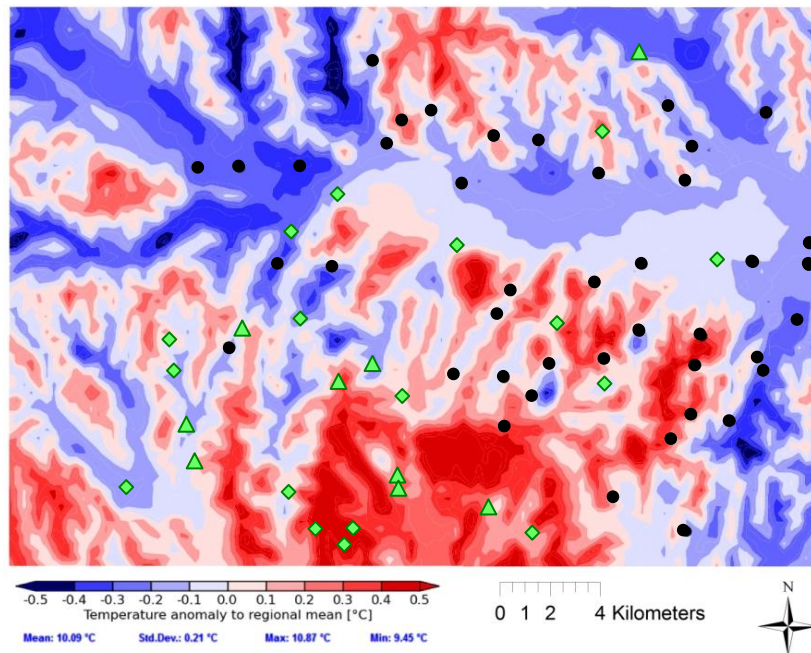 -0.5 -0.4 -0.3 -0.2 -0.1 0.0 0.1 0.2 0.3 0.4 0.5
Temperature anomaly to regional mean [°C]
Mean: 10.09 °C Std.Dev.: 0.21 °C Max: 10.87 °C Min: 9.45 °C
0 1 2 4 Kilometers
N